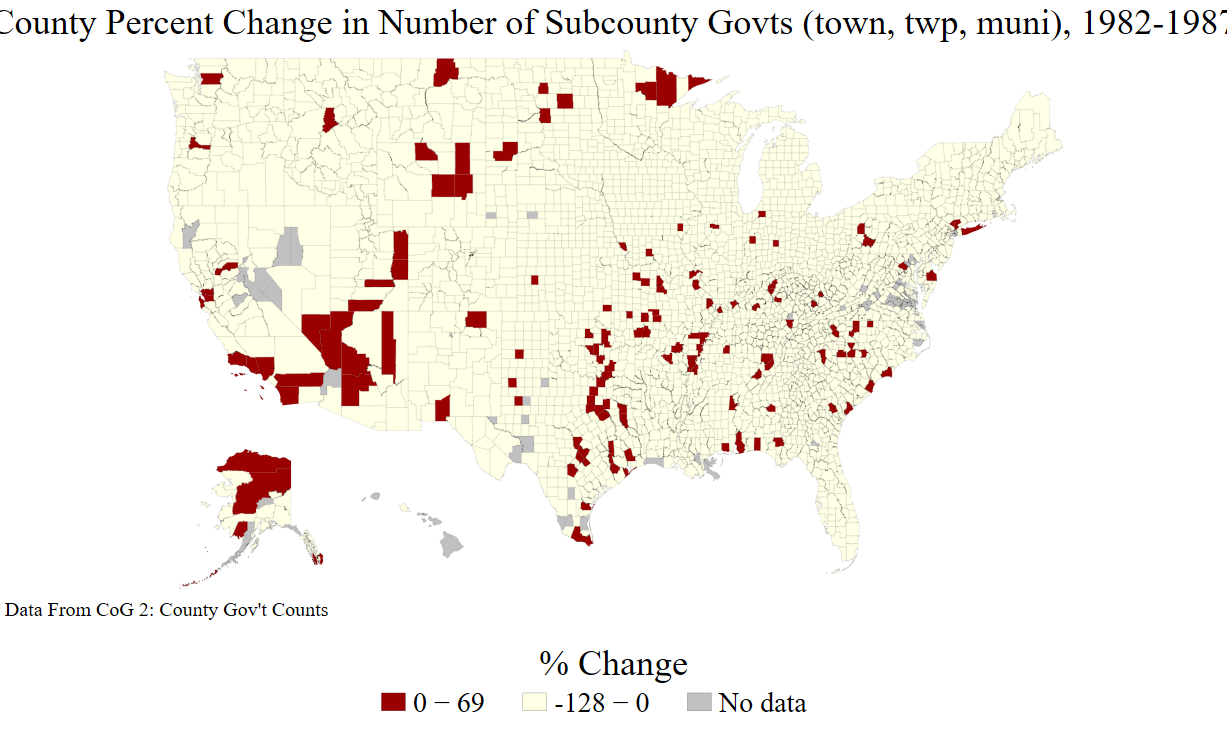 County Percent Change in Number of Subcounty Govts (town, twp, muni), 1982-1987
Data From CoG 2: County Gov't Counts
% Change
0 − 69
-128 − 0
No data